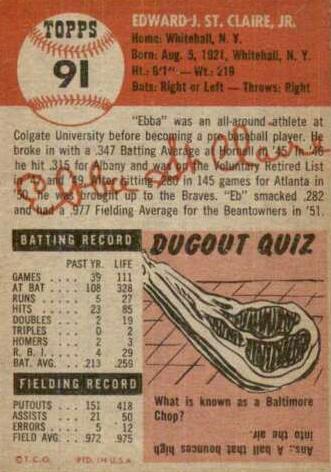 TOPPS
91
EDWARD J. ST. CLAIRE, JR.
Home: Whitehall, N. Y.
Born: Aug. 5, 1921, Whitehall, N. Y.
Ht.: 6'1" — Wt.: 219
Bats: Right or Left — Throws: Right
"Ebba" was an all-around athlete at
Colgate University before becoming a pro baseball player. He
broke in with a .347 Batting Average at Hornell in '45. In '46
he hit .315 for Albany and was on the Voluntary Retired List
in and '49. After hitting .280 in 145 games for Atlanta in
50, he was brought up to the Braves. "Eb" smacked .282
and had a .977 Fielding Average for the Beantowners in '51.
Ebba St. Claire
BATTING RECORD
PAST YR. LIFE
GAMES 39 111
AT BAT 108 328
RUNS 5 27
HITS 23 85
DOUBLES 2 19
TRIPLES 0 2
HOMERS 2 3
R. B. I. 4 29
BAT. AVG. .213 .259
FIELDING RECORD
PUTOUTS 151 418
ASSISTS 21 50
ERRORS 5 12
FIELD AVG. .972 .975
©T.C.G. PTD. IN U.S.A.
DUGOUT QUIZ
What is known as a Baltimore
Chop?
Ans.. A ball that bounces high
into the air.